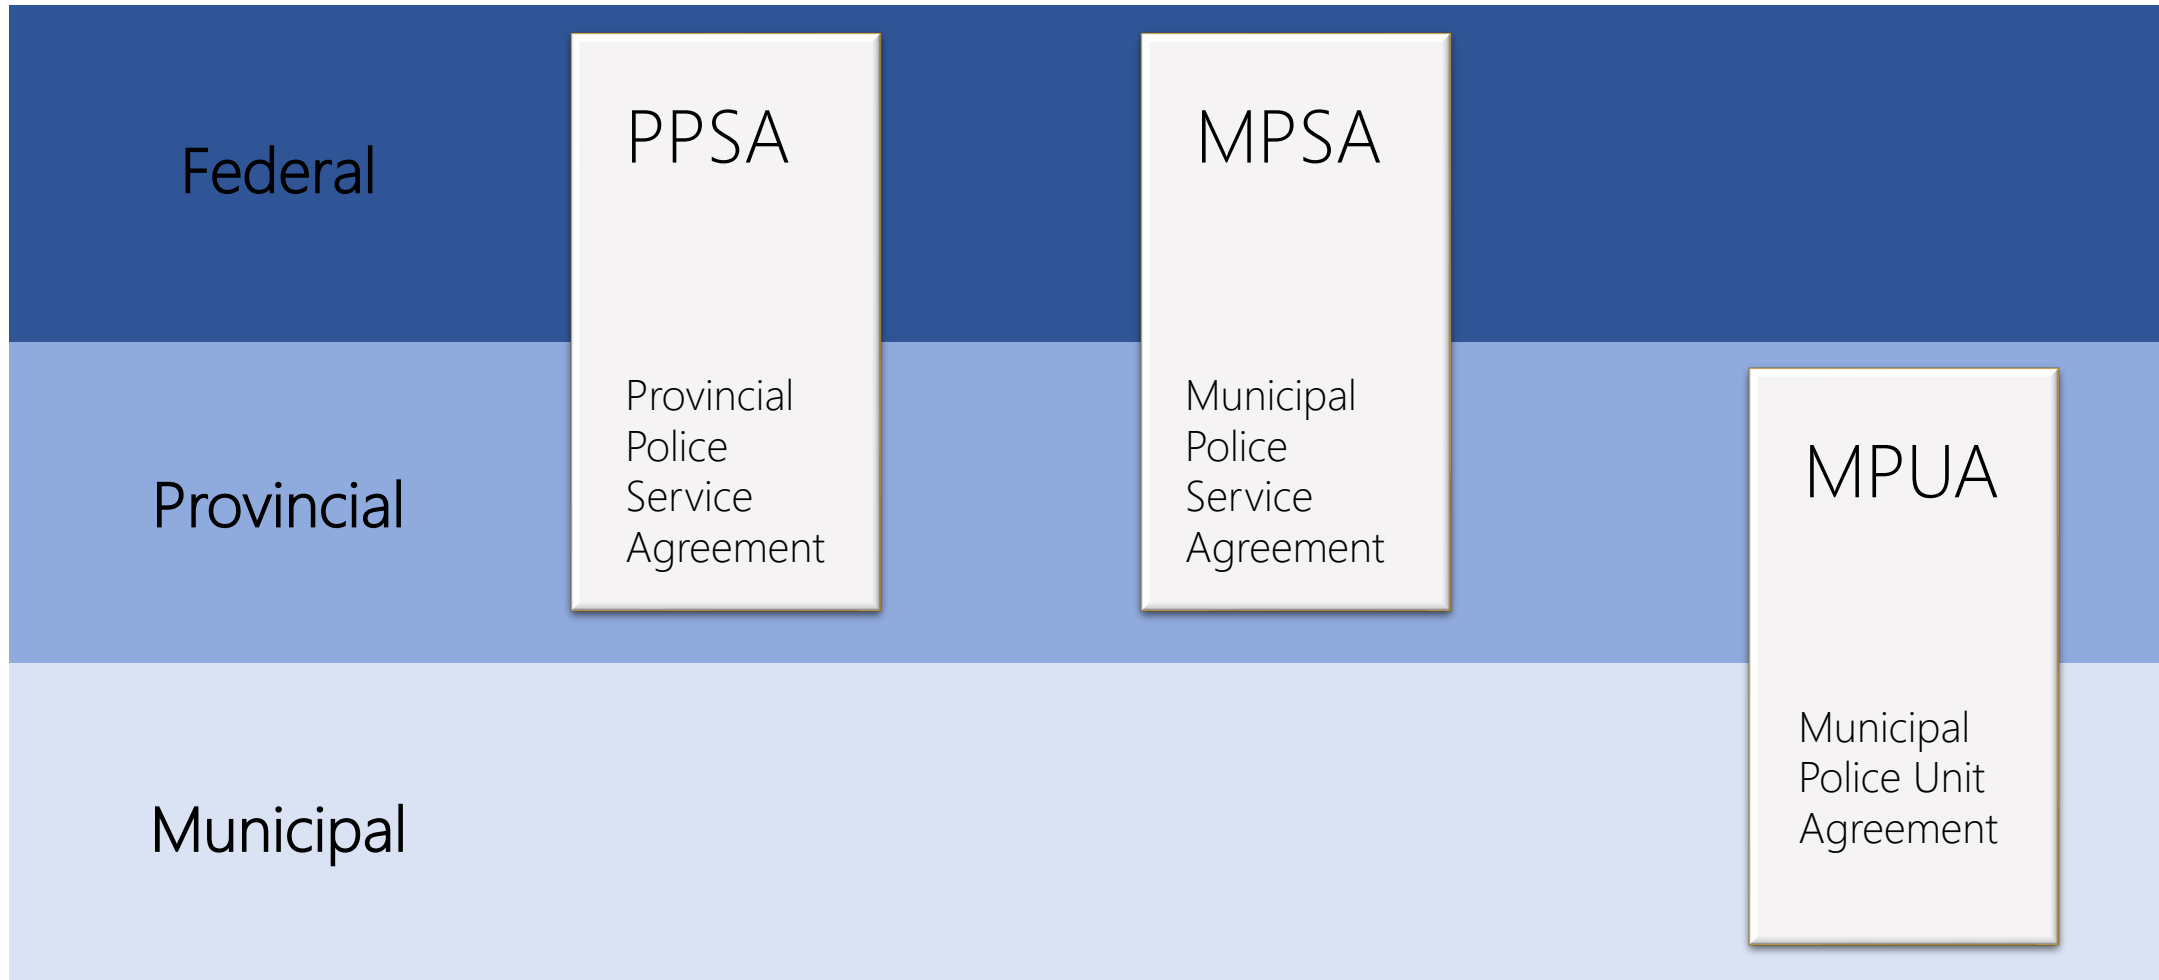 Federal
PPSA
Provincial
Police
Service
Agreement
MPSA
Municipal
Police
Service
Agreement
Provincial
MPUA
Municipal
Police Unit
Agreement
Municipal